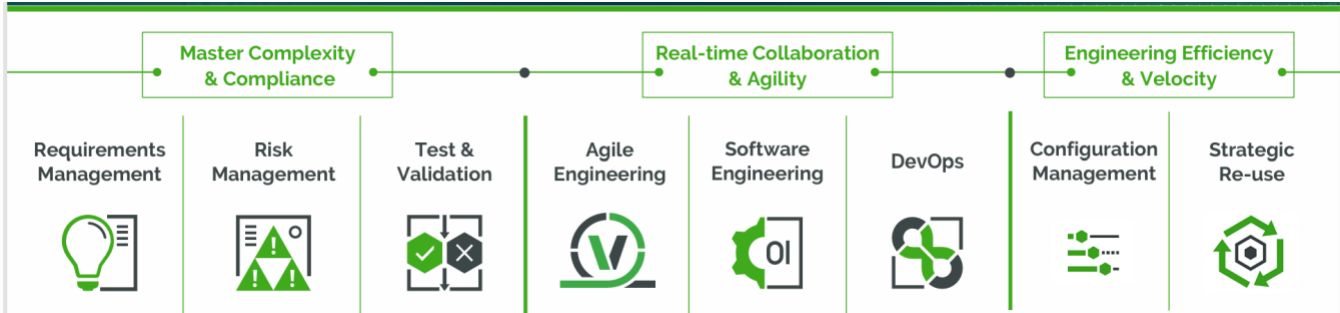 Master Complexity
& Compliance
Real-time Collaboration
& Agility
Engineering Efficiency
& Velocity
Requirements
Management
Risk
Management
Test &
Validation
Agile
Engineering
Software
Engineering
DevOps
Configuration
Management
Strategic
Re-use